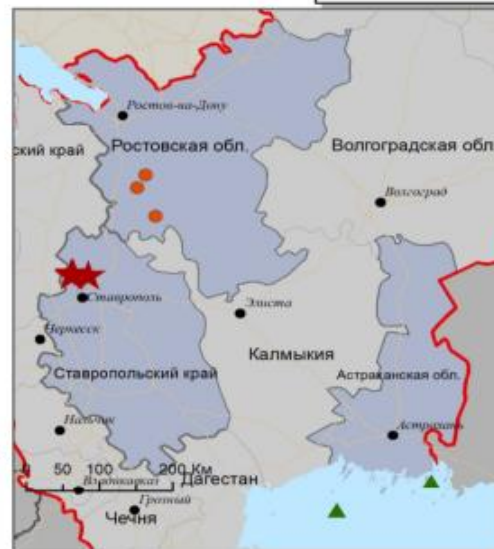 Ростов-на-Дону
ский край
Ростовская обл.
Волгоградская обл
Волгоград
Ставрополь
Элиста
Черкесск
Калмыкия
Ставропольский край
Астраханская обл.
Нальчик
Астрахань
0 50 100 200 Км
Дагестан
Владикавказ
Грозный
Чечня